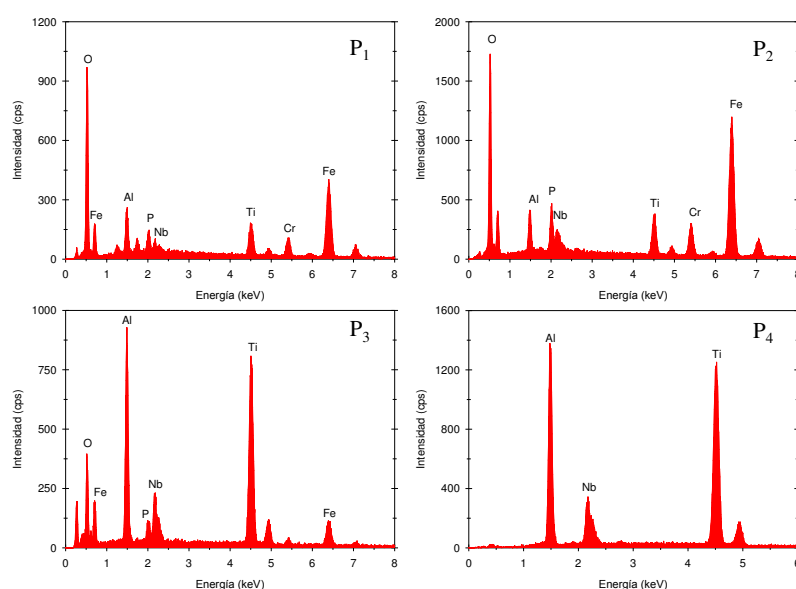 P1
1200
900
600
300
0
Intensidad (cps)
O
Fe
Al
P
Nb
Ti
Cr
Fe
0 1 2 3 4 5 6 7 8
Energía (keV)
P2
2000
1500
1000
500
0
Intensidad (cps)
O
Al
P
Nb
Ti
Cr
Fe
0 1 2 3 4 5 6 7 8
Energía (keV)
P3
1000
750
500
250
0
Intensidad (cps)
O
Fe
Al
P
Nb
Ti
Fe
0 1 2 3 4 5 6 7 8
Energía (keV)
P4
1600
1200
800
400
0
Intensidad (cps)
Al
Nb
Ti
0 1 2 3 4 5 6
Energía (keV)